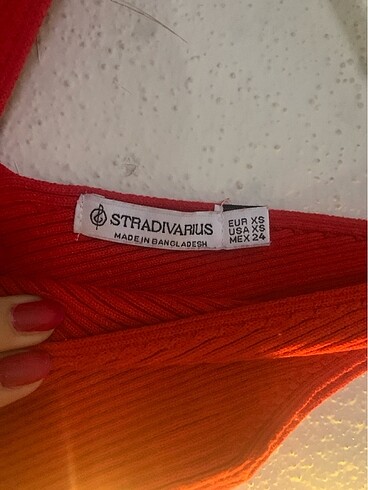 STRADIVARIUS
MADE IN BANGLADESH
EUR XS
USA XS
MEX 24